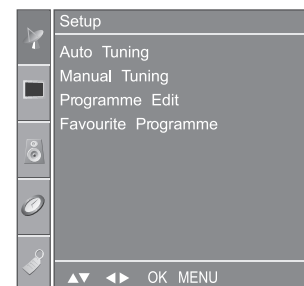 Setup
Auto Tuning
Manual Tuning
Programme Edit
Favourite Programme
▲▼ ◄► OK MENU